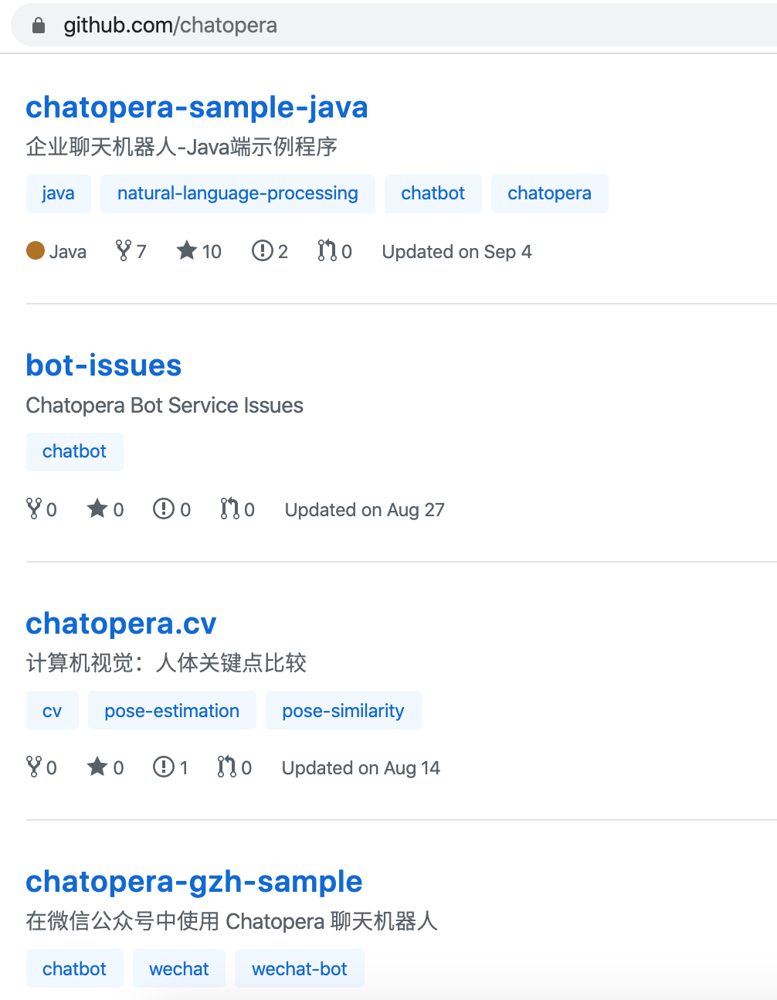 github.com/chatopera
chatopera-sample-java
企业聊天机器人-Java端示例程序
java natural-language-processing chatbot chatopera
Java 7 10 2 0 Updated on Sep 4
bot-issues
Chatopera Bot Service Issues
chatbot
0 0 0 0 Updated on Aug 27
chatopera.cv
计算机视觉：人体关键点比较
cv pose-estimation pose-similarity
0 0 1 0 Updated on Aug 14
chatopera-gzh-sample
在微信公众号中使用 Chatopera 聊天机器人
chatbot wechat wechat-bot